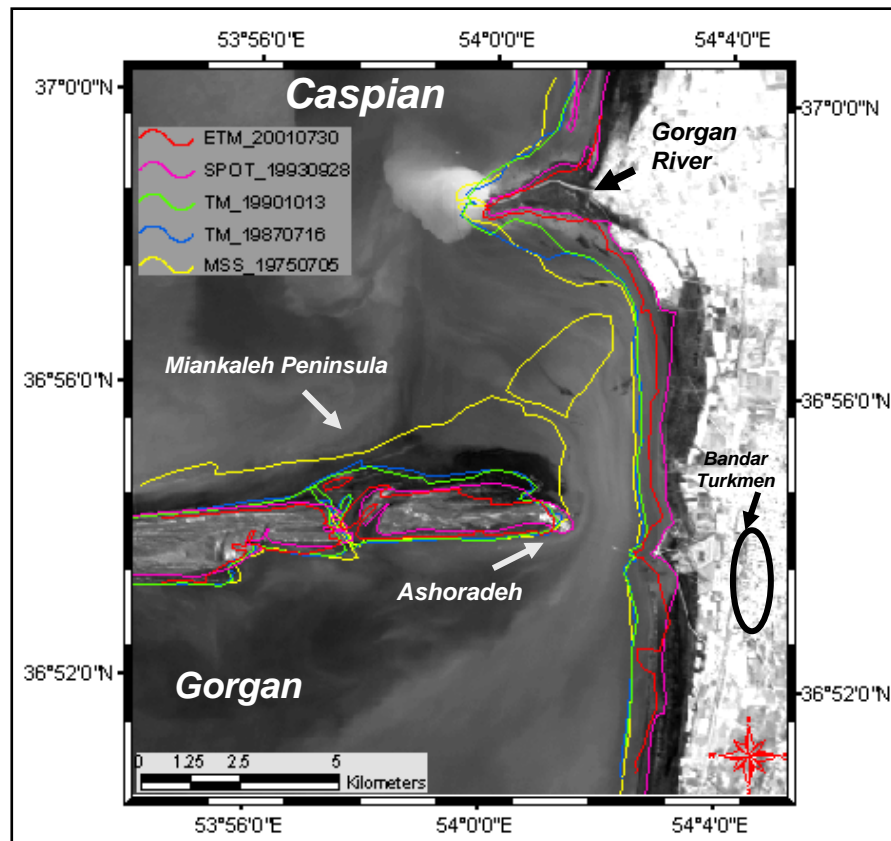 53°56'0"E 54°0'0"E 54°4'0"E
37°0'0"N
37°0'0"N
Caspian
ETM_20010730
SPOT_19930928
TM_19901013
TM_19870716
MSS_19750705
Gorgan
River
36°56'0"N
36°56'0"N
Miankaleh Peninsula
Bandar
Turkmen
Ashoradeh
36°52'0"N
36°52'0"N
Gorgan
0 1.25 2.5 5
Kilometers
53°56'0"E 54°0'0"E 54°4'0"E